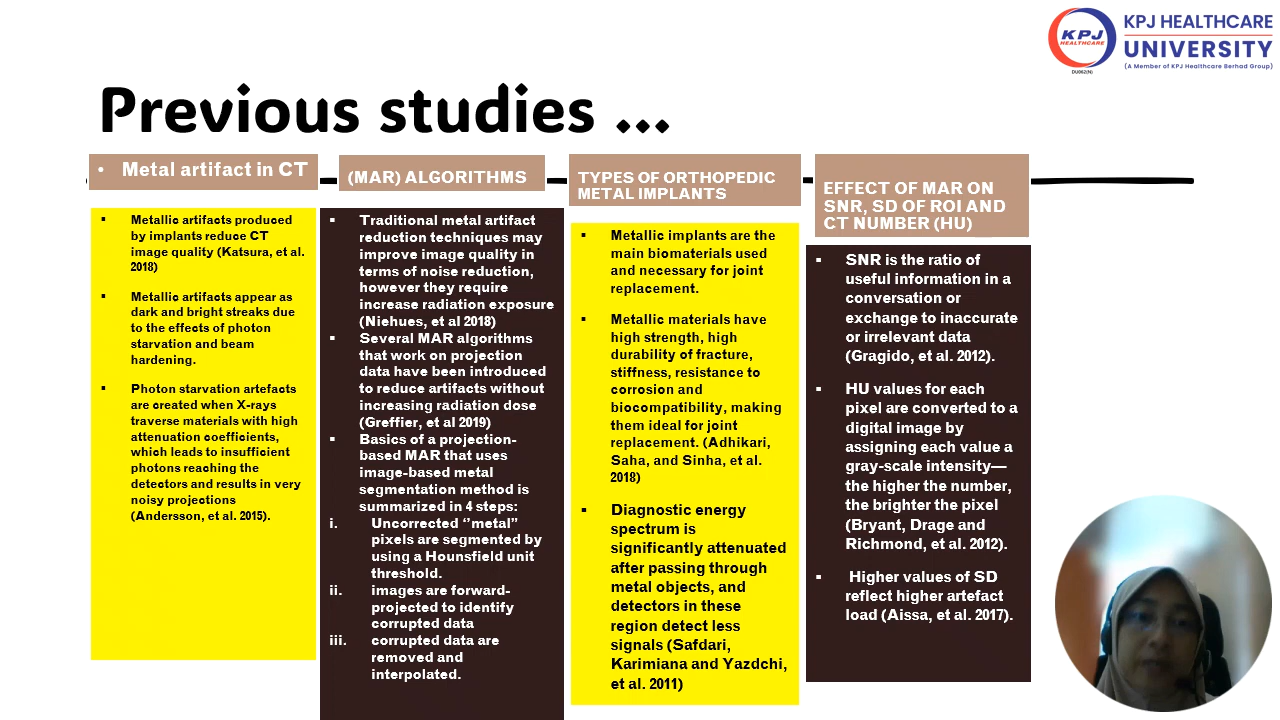 KPJ HEALTHCARE
UNIVERSITY
(A Member of KPJ Healthcare Berhad Group)
KPJ
HEALTHCARE
DU062(N)
Previous studies ...
• Metal artifact in CT
▪ Metallic artifacts produced
by implants reduce CT
image quality (Katsura, et al.
2018)
▪ Metallic artifacts appear as
dark and bright streaks due
to the effects of photon
starvation and beam
hardening.
▪ Photon starvation artefacts
are created when X-rays
traverse materials with high
attenuation coefficients,
which leads to insufficient
photons reaching the
detectors and results in very
noisy projections
(Andersson, et al. 2015).
(MAR) ALGORITHMS
▪ Traditional metal artifact
reduction techniques may
improve image quality in
terms of noise reduction,
however they require
increase radiation exposure
(Niehues, et al 2018)
▪ Several MAR algorithms
that work on projection
data have been introduced
to reduce artifacts without
increasing radiation dose
(Greffier, et al 2019)
▪ Basics of a projection-
based MAR that uses
image-based metal
segmentation method is
summarized in 4 steps:
i. Uncorrected ‘’metal’’
pixels are segmented by
using a Hounsfield unit
threshold.
ii. images are forward-
projected to identify
corrupted data
iii. corrupted data are
removed and
interpolated.
TYPES OF ORTHOPEDIC
METAL IMPLANTS
▪ Metallic implants are the
main biomaterials used
and necessary for joint
replacement.
▪ Metallic materials have
high strength, high
durability of fracture,
stiffness, resistance to
corrosion and
biocompatibility, making
them ideal for joint
replacement. (Adhikari,
Saha, and Sinha, et al.
2018)
▪ Diagnostic energy
spectrum is
significantly attenuated
after passing through
metal objects, and
detectors in these
region detect less
signals (Safdari,
Karimiana and Yazdchi,
et al. 2011)
EFFECT OF MAR ON
SNR, SD OF ROI AND
CT NUMBER (HU)
▪ SNR is the ratio of
useful information in a
conversation or
exchange to inaccurate
or irrelevant data
(Gragido, et al. 2012).
▪ HU values for each
pixel are converted to a
digital image by
assigning each value a
gray-scale intensity—
the higher the number,
the brighter the pixel
(Bryant, Drage and
Richmond, et al. 2012).
▪ Higher values of SD
reflect higher artefact
load (Aissa, et al. 2017).